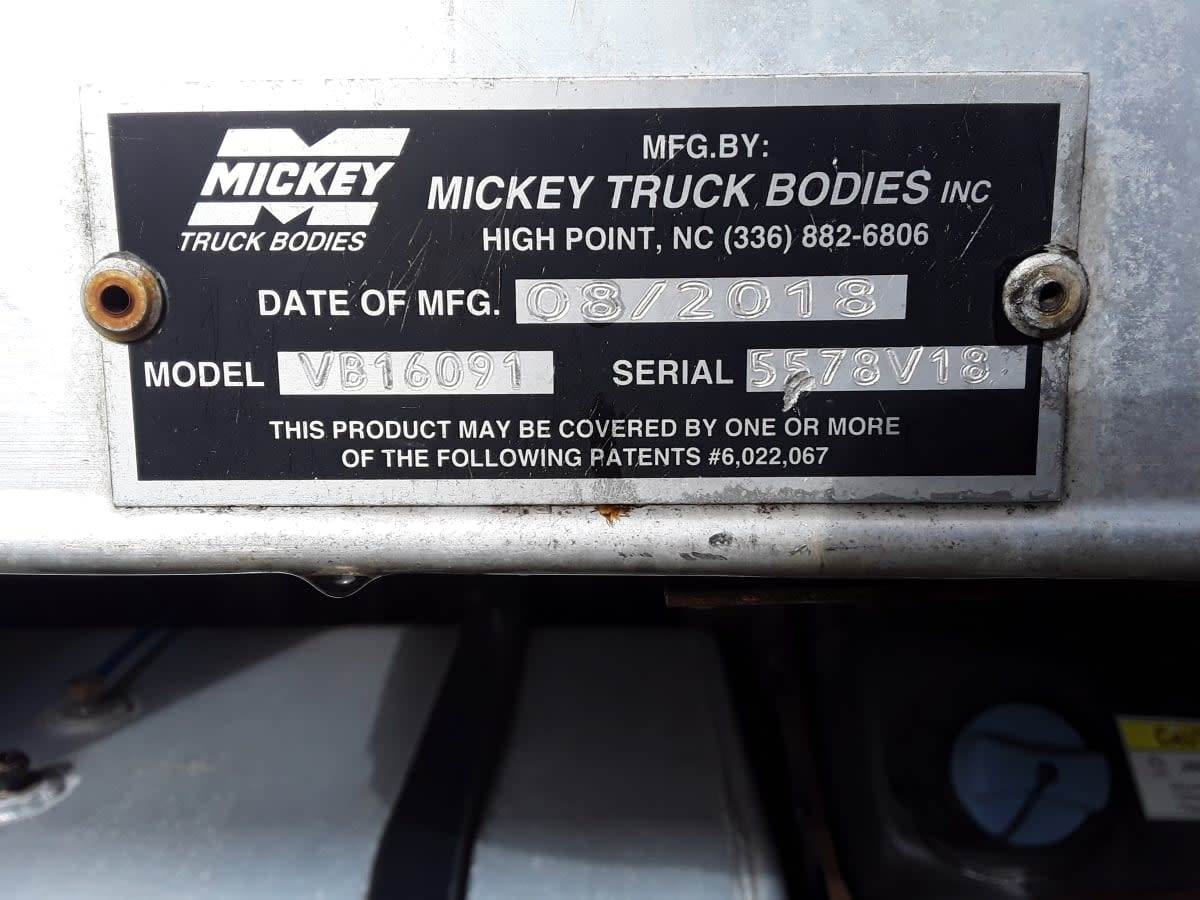 MICKEY
TRUCK BODIES
MFG.BY:
MICKEY TRUCK BODIES INC
HIGH POINT, NC (336) 882-6806
DATE OF MFG. 08/2018
MODEL VB16091 SERIAL 5578V18
THIS PRODUCT MAY BE COVERED BY ONE OR MORE
OF THE FOLLOWING PATENTS #6,022,067